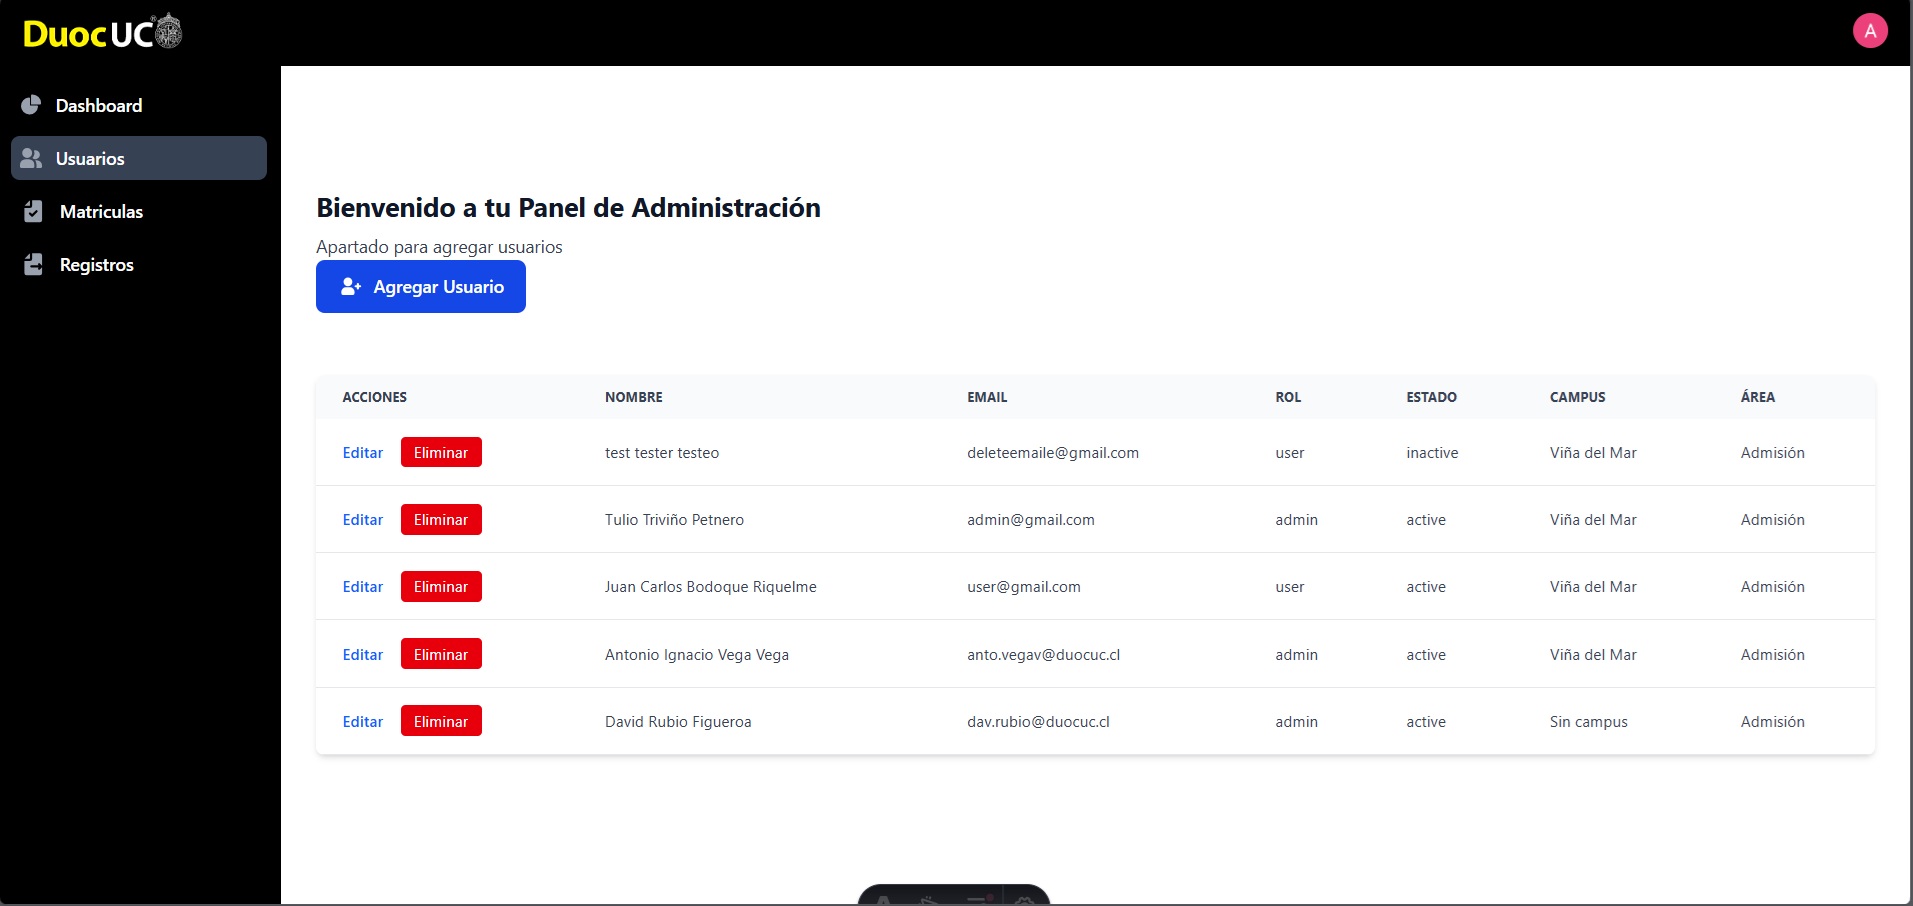 DuocUC®
A
Dashboard
Usuarios
Matriculas
Registros
Bienvenido a tu Panel de Administración
Apartado para agregar usuarios
Agregar Usuario
ACCIONES NOMBRE EMAIL ROL ESTADO CAMPUS ÁREA
Editar Eliminar test tester testeo deleteemaile@gmail.com user inactive Viña del Mar Admisión
Editar Eliminar Tulio Triviño Petnero admin@gmail.com admin active Viña del Mar Admisión
Editar Eliminar Juan Carlos Bodoque Riquelme user@gmail.com user active Viña del Mar Admisión
Editar Eliminar Antonio Ignacio Vega Vega anto.vegav@duocuc.cl admin active Viña del Mar Admisión
Editar Eliminar David Rubio Figueroa dav.rubio@duocuc.cl admin active Sin campus Admisión